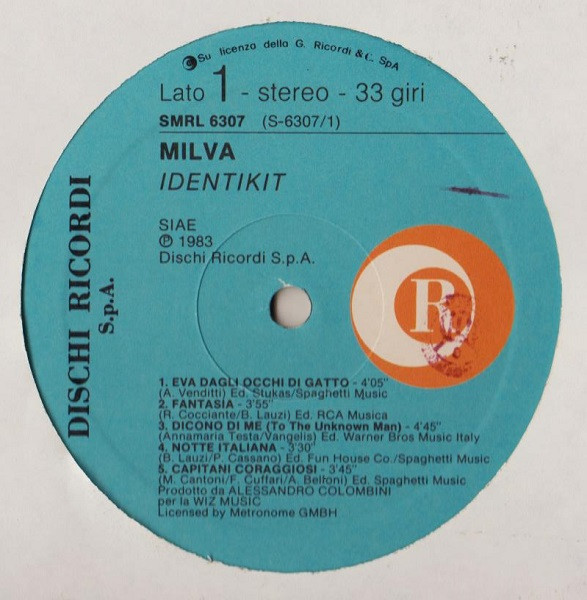 Su licenza della G. Ricordi & C. SpA
Lato 1 - stereo - 33 giri
SMRL 6307 (S-6307/1)
MILVA
IDENTIKIT
SIAE
℗ 1983
Dischi Ricordi S.p.A.
DISCHI RICORDI
S.p.A.
R
1. EVA DAGLI OCCHI DI GATTO - 4'05"
(A. Venditti) Ed. Stukas/Spaghetti Music
2. FANTASIA - 3'55"
(R. Cocciante/B. Lauzi) Ed. RCA Musica
3. DICONO DI ME (To The Unknown Man) - 4'45"
(Annamaria Testa/Vangelis) Ed. Warner Bros Music Italy
4. NOTTE ITALIANA - 3'30"
(B. Lauzi/P. Cassano) Ed. Fun House Co./Spaghetti Music
5. CAPITANI CORAGGIOSI - 3'45"
(M. Cantoni/F. Cuffari/A. Belfoni) Ed. Spaghetti Music
Prodotto da ALESSANDRO COLOMBINI
per la WIZ MUSIC
Licensed by Metronome GMBH